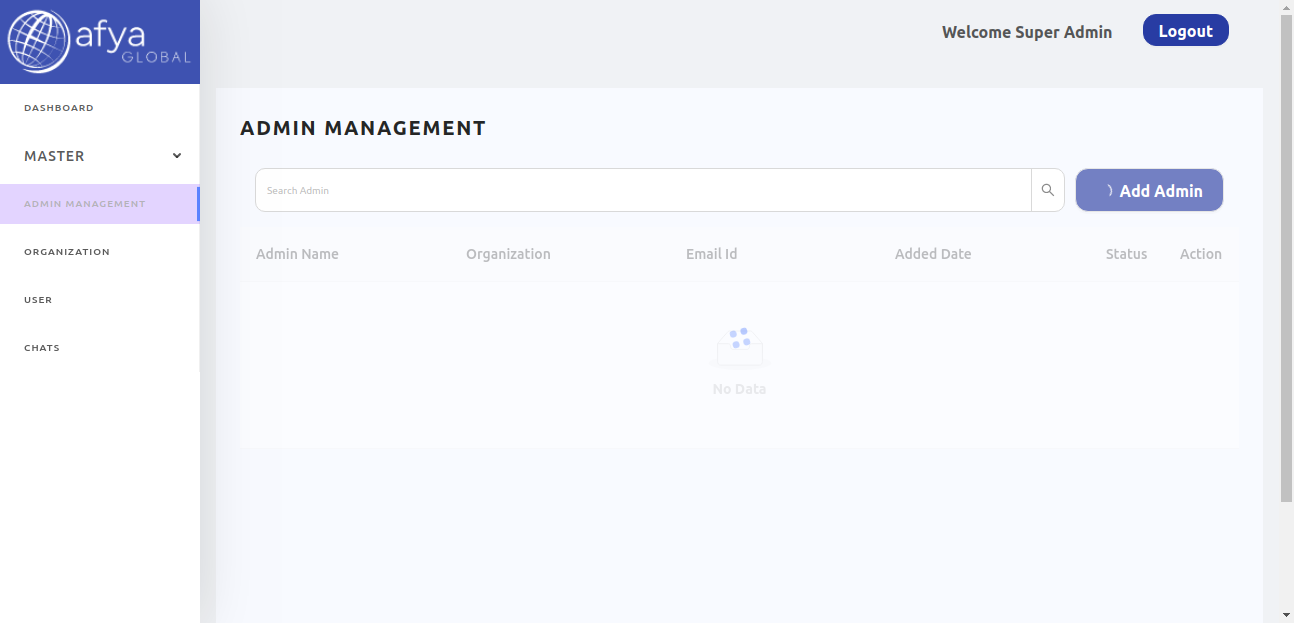 afya
GLOBAL
Welcome Super Admin
Logout
DASHBOARD
MASTER
ADMIN MANAGEMENT
ORGANIZATION
USER
CHATS
ADMIN MANAGEMENT
Search Admin
Add Admin
Admin Name Organization Email Id Added Date Status Action
No Data